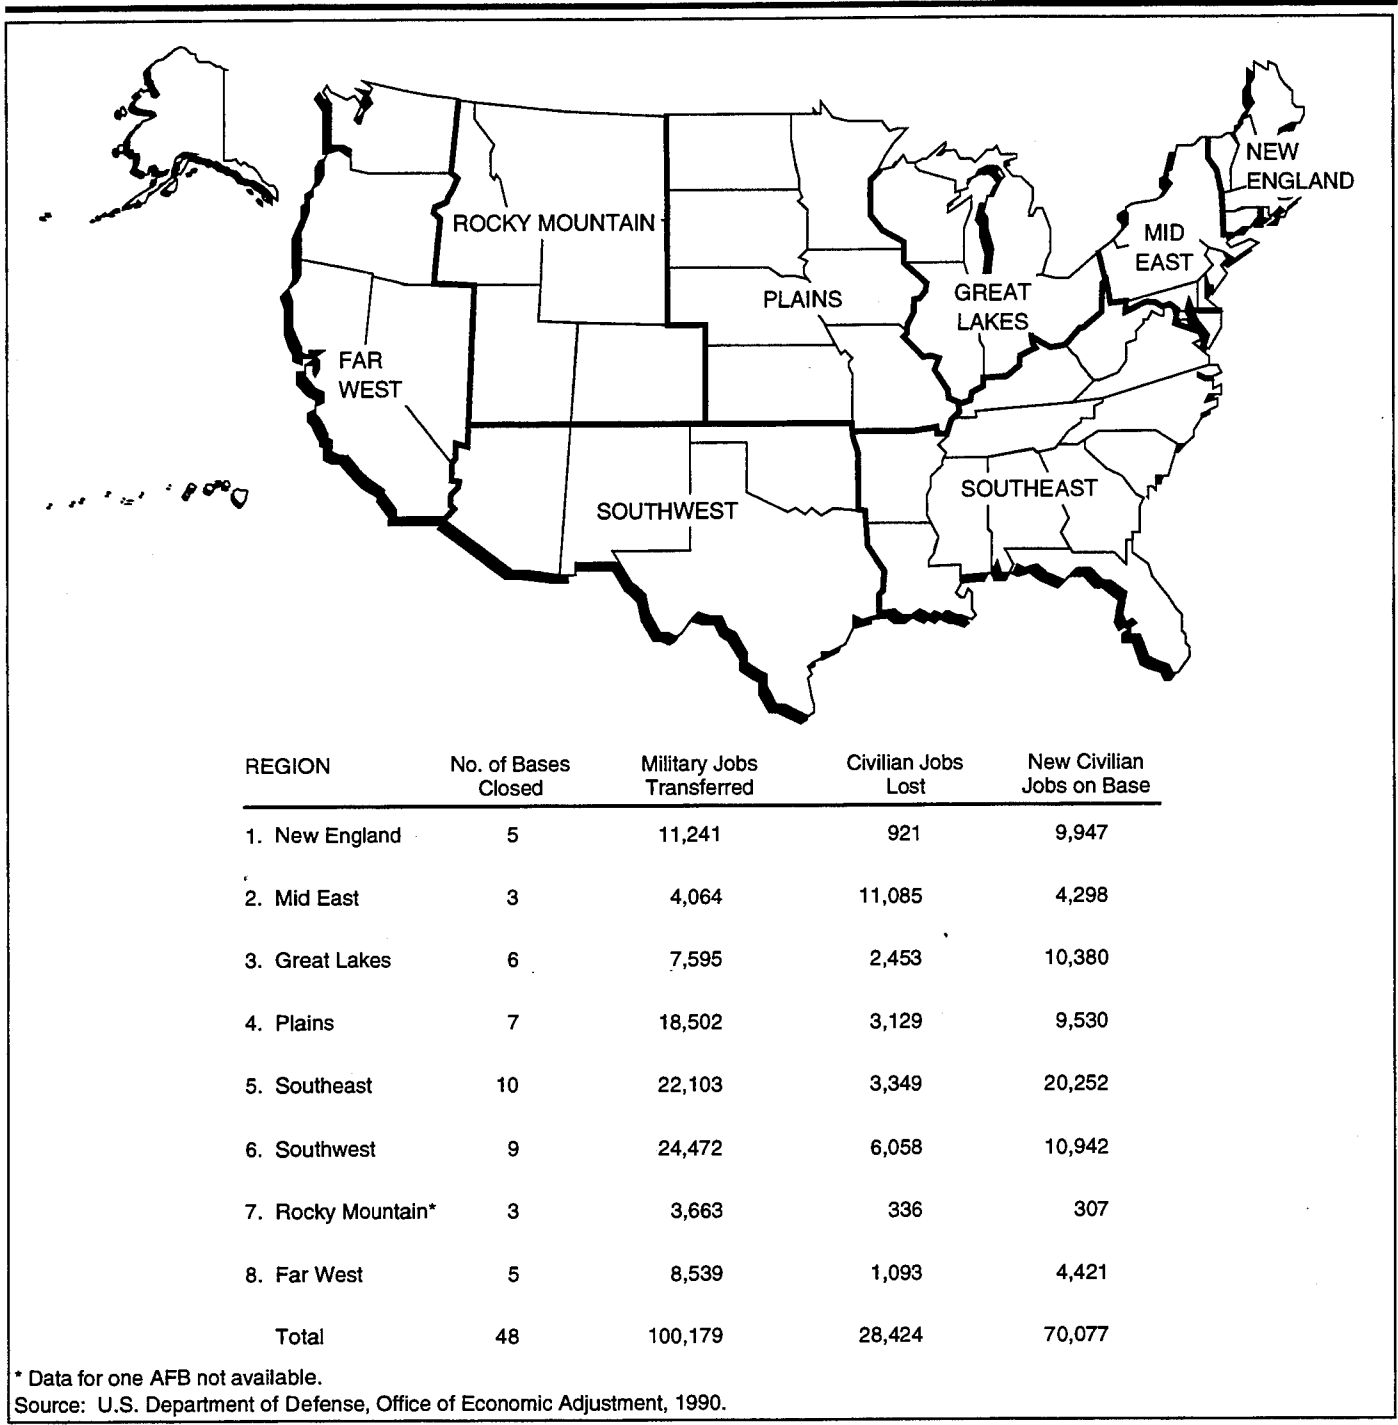 NEW
ENGLAND
ROCKY MOUNTAIN
MID
EAST
PLAINS
GREAT
LAKES
FAR
WEST
SOUTHEAST
SOUTHWEST
REGION No. of Bases Closed Military Jobs Transferred Civilian Jobs Lost New Civilian Jobs on Base
1. New England 5 11,241 921 9,947
2. Mid East 3 4,064 11,085 4,298
3. Great Lakes 6 7,595 2,453 10,380
4. Plains 7 18,502 3,129 9,530
5. Southeast 10 22,103 3,349 20,252
6. Southwest 9 24,472 6,058 10,942
7. Rocky Mountain* 3 3,663 336 307
8. Far West 5 8,539 1,093 4,421
Total 48 100,179 28,424 70,077
* Data for one AFB not available.
Source: U.S. Department of Defense, Office of Economic Adjustment, 1990.